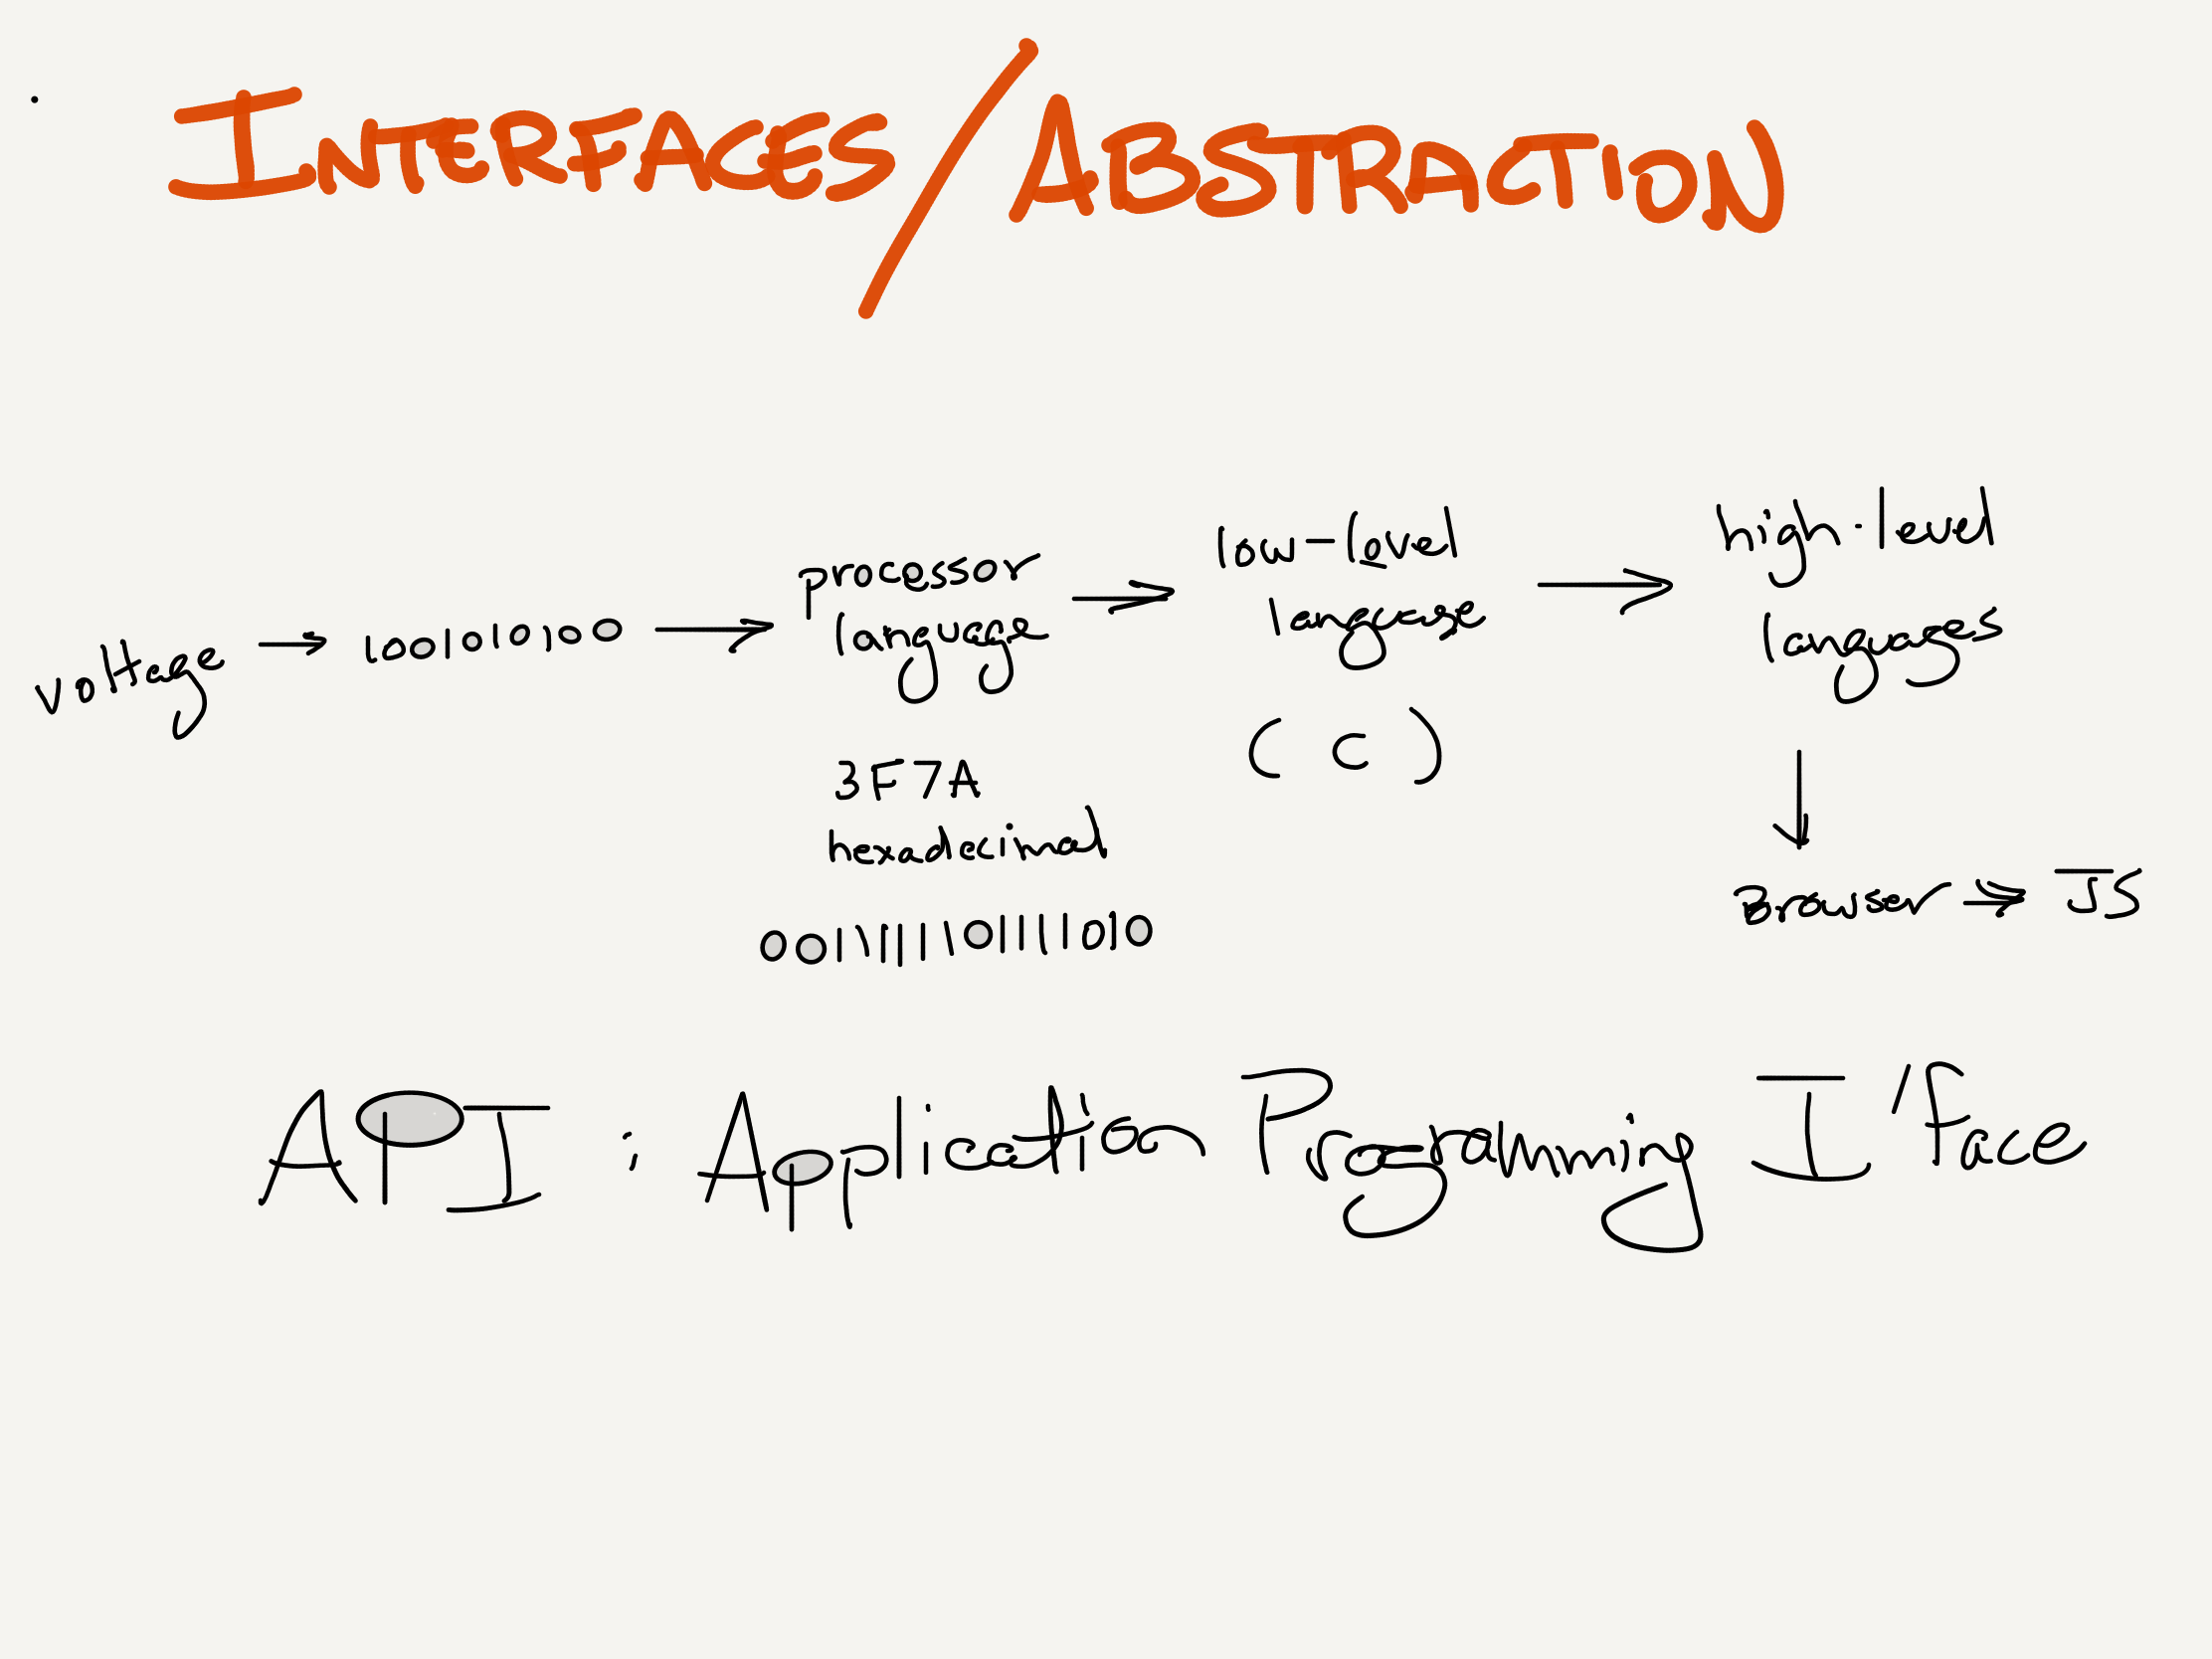 INTERFACES/ABSTRACTION
voltage → 1001010100 → processor language → low-level language → high-level languages
3F7A
hexadecimal
0011111101111010
(C)
↓
Browser → JS
API : Application Programming I'face